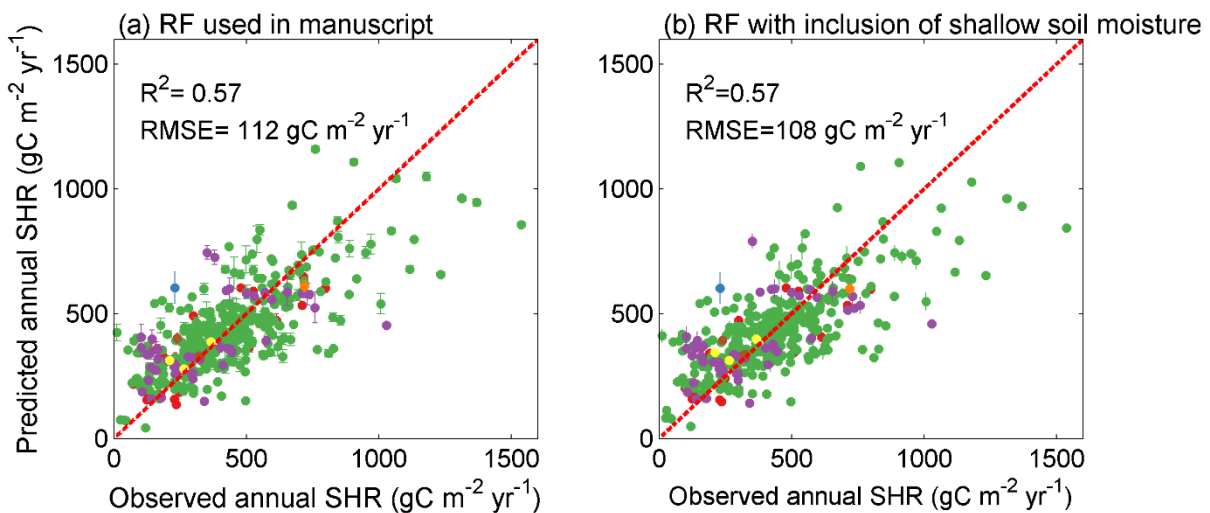 (a) RF used in manuscript
R²= 0.57
RMSE= 112 gC m⁻² yr⁻¹
Predicted annual SHR (gC m⁻² yr⁻¹)
1500
1000
500
0
0 500 1000 1500
Observed annual SHR (gC m⁻² yr⁻¹)
(b) RF with inclusion of shallow soil moisture
R²=0.57
RMSE=108 gC m⁻² yr⁻¹
1500
1000
500
0
0 500 1000 1500
Observed annual SHR (gC m⁻² yr⁻¹)